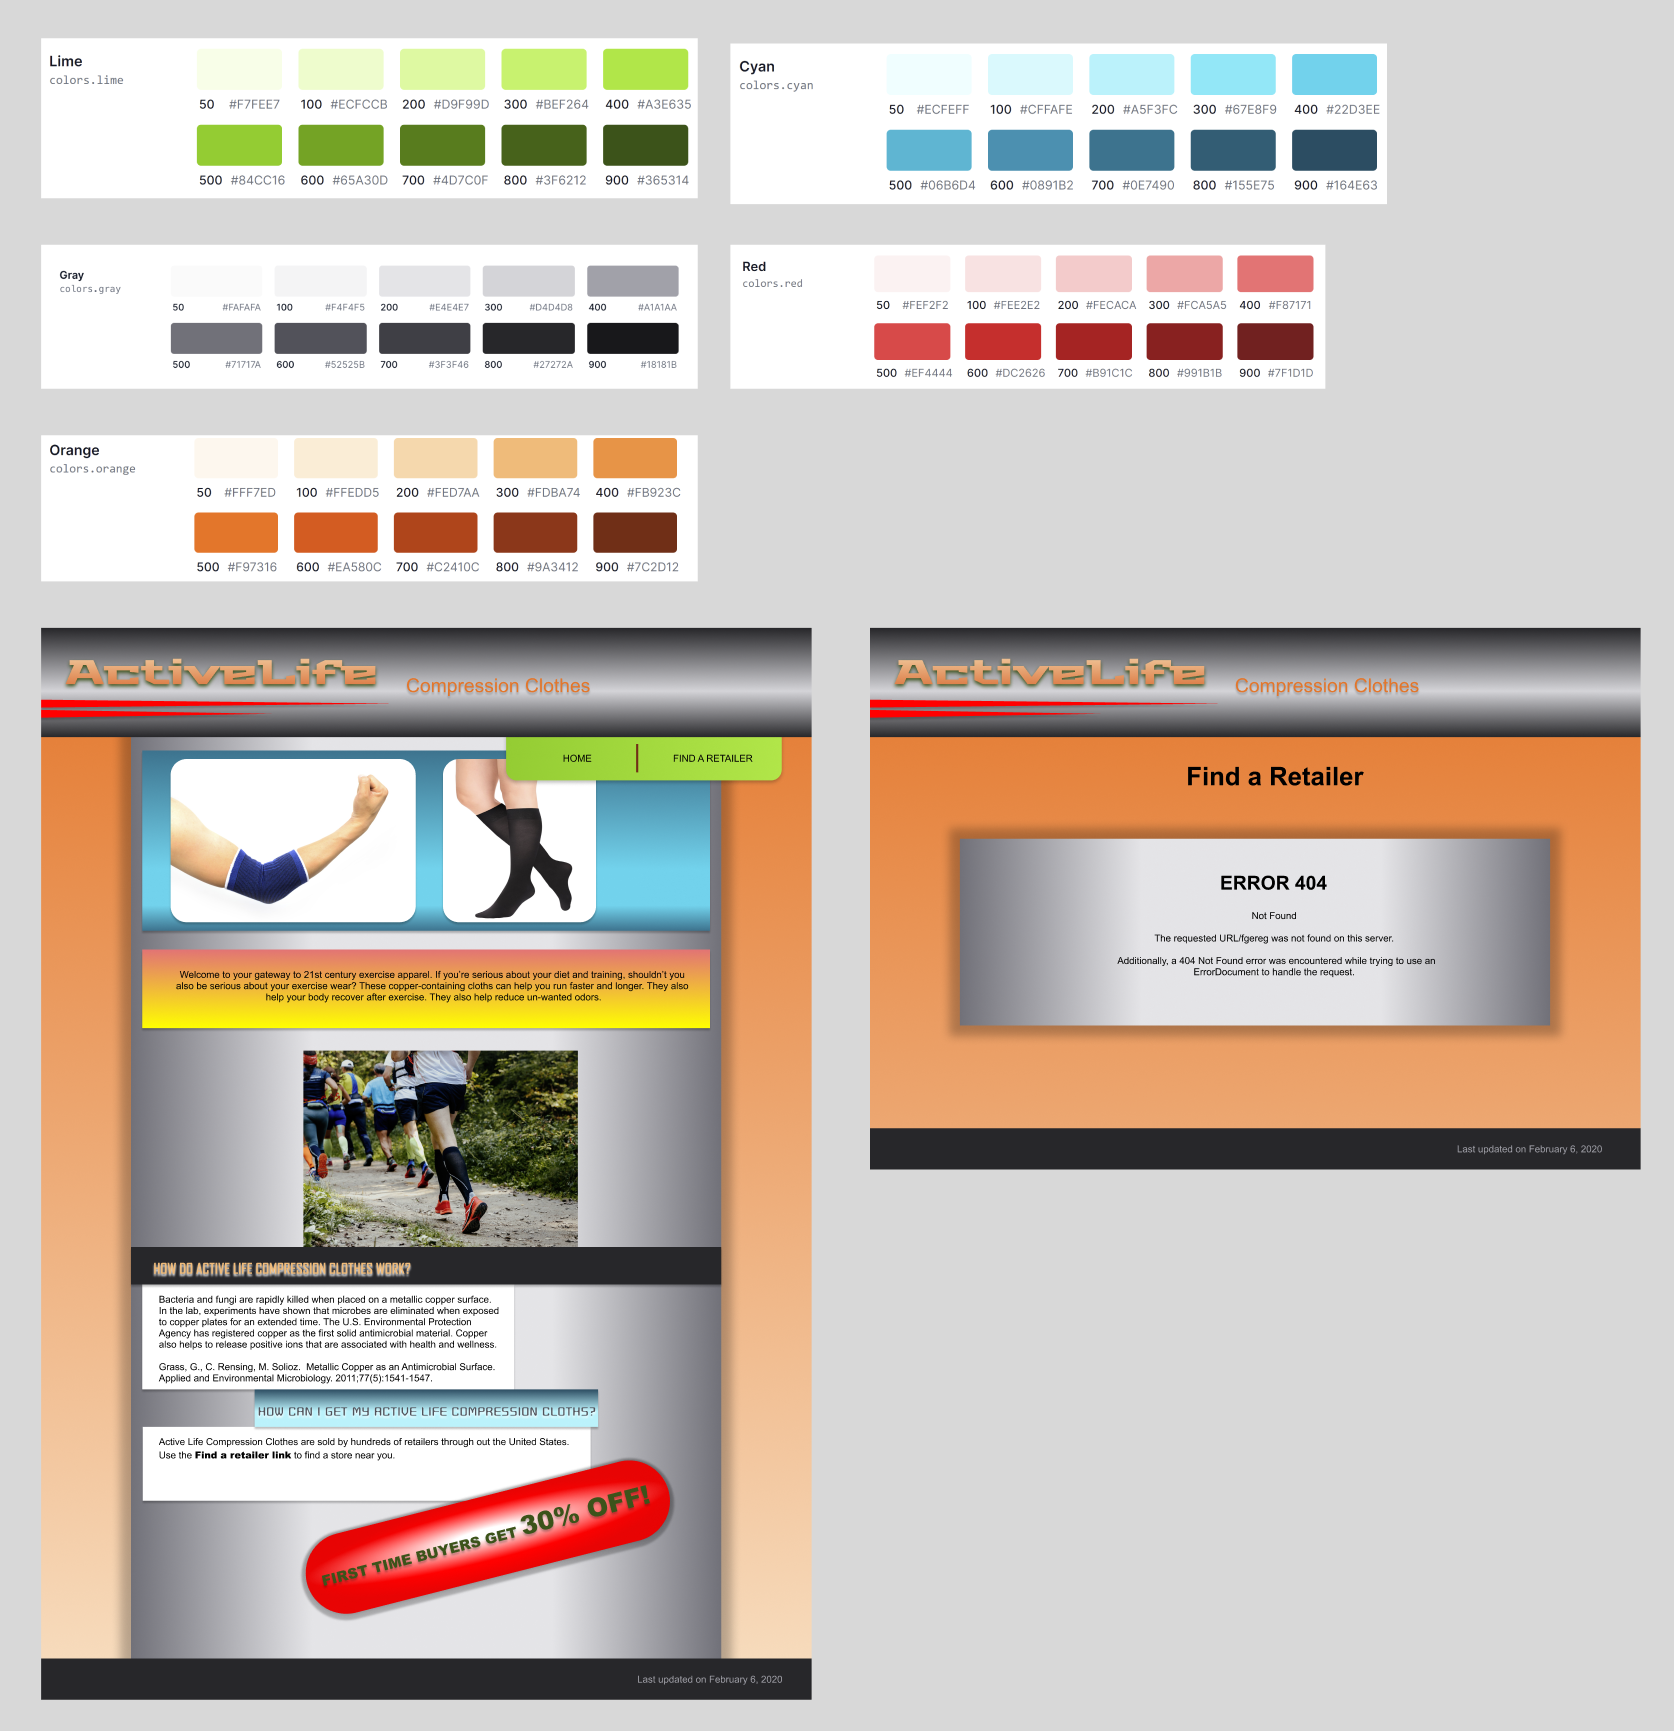 Lime
colors.lime
50 #F7FEE7 100 #ECFCCB 200 #D9F99D 300 #BEF264 400 #A3E635
500 #84CC16 600 #65A30D 700 #4D7C0F 800 #3F6212 900 #365314
Cyan
colors.cyan
50 #ECFEFF 100 #CFFAFE 200 #A5F3FC 300 #67E8F9 400 #22D3EE
500 #06B6D4 600 #0891B2 700 #0E7490 800 #155E75 900 #164E63
Gray
colors.gray
50 #FAFAFA 100 #F4F4F5 200 #E4E4E7 300 #D4D4D8 400 #A1A1AA
500 #71717A 600 #52525B 700 #3F3F46 800 #27272A 900 #18181B
Red
colors.red
50 #FEF2F2 100 #FEE2E2 200 #FECACA 300 #FCA5A5 400 #F87171
500 #EF4444 600 #DC2626 700 #B91C1C 800 #991B1B 900 #7F1D1D
Orange
colors.orange
50 #FFF7ED 100 #FFEDD5 200 #FED7AA 300 #FDBA74 400 #FB923C
500 #F97316 600 #EA580C 700 #C2410C 800 #9A3412 900 #7C2D12
ActiveLife Compression Clothes
HOME FIND A RETAILER
Welcome to your gateway to 21st century exercise apparel. If you're serious about your diet and training, shouldn't you
also be serious about your exercise wear? These copper-containing cloths can help you run faster and longer. They also
help your body recover after exercise. They also help reduce un-wanted odors.
HOW DO ACTIVE LIFE COMPRESSION CLOTHES WORK?
Bacteria and fungi are rapidly killed when placed on a metallic copper surface.
In the lab, experiments have shown that microbes are eliminated when exposed
to copper plates for an extended time. The U.S. Environmental Protection
Agency has registered copper as the first solid antimicrobial material. Copper
also helps to release positive ions that are associated with health and wellness.
Grass, G., C. Rensing, M. Solioz. Metallic Copper as an Antimicrobial Surface.
Applied and Environmental Microbiology. 2011;77(5):1541-1547.
HOW CAN I GET MY ACTIVE LIFE COMPRESSION CLOTHS?
Active Life Compression Clothes are sold by hundreds of retailers through out the United States.
Use the Find a retailer link to find a store near you.
FIRST TIME BUYERS GET 30% OFF!
Last updated on February 6, 2020
ActiveLife Compression Clothes
Find a Retailer
ERROR 404
Not Found
The requested URL/fgereg was not found on this server.
Additionally, a 404 Not Found error was encountered while trying to use an
ErrorDocument to handle the request.
Last updated on February 6, 2020